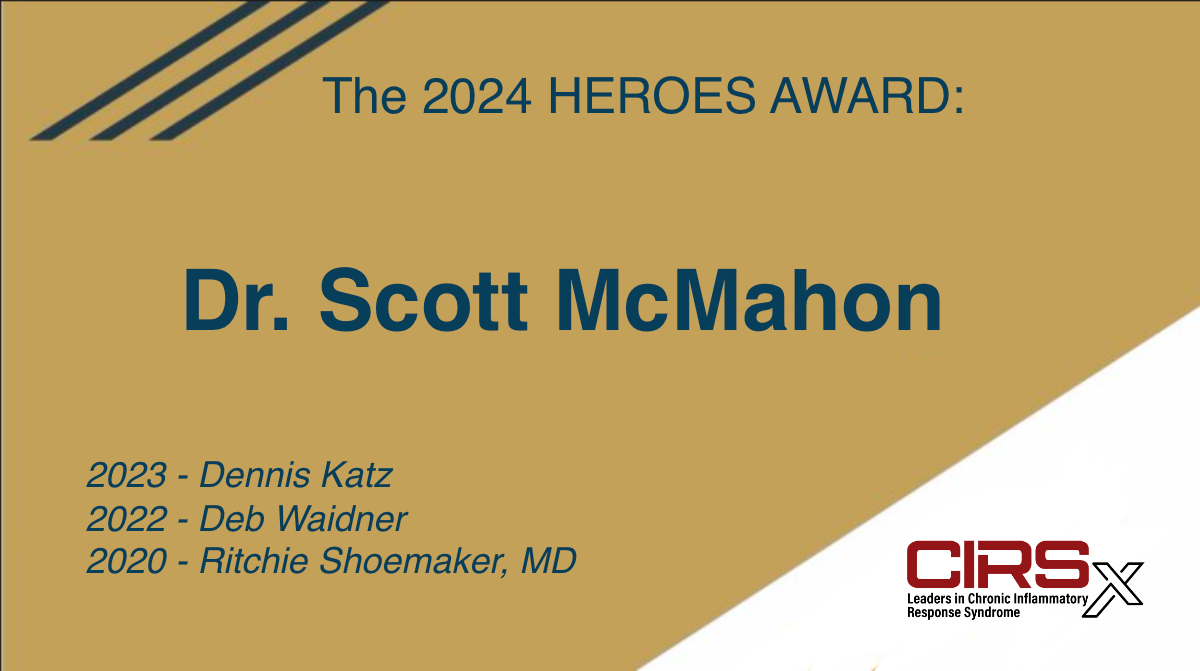 The 2024 HEROES AWARD:
Dr. Scott McMahon
2023 - Dennis Katz
2022 - Deb Waidner
2020 - Ritchie Shoemaker, MD
CIRSx
Leaders in Chronic Inflammatory
Response Syndrome